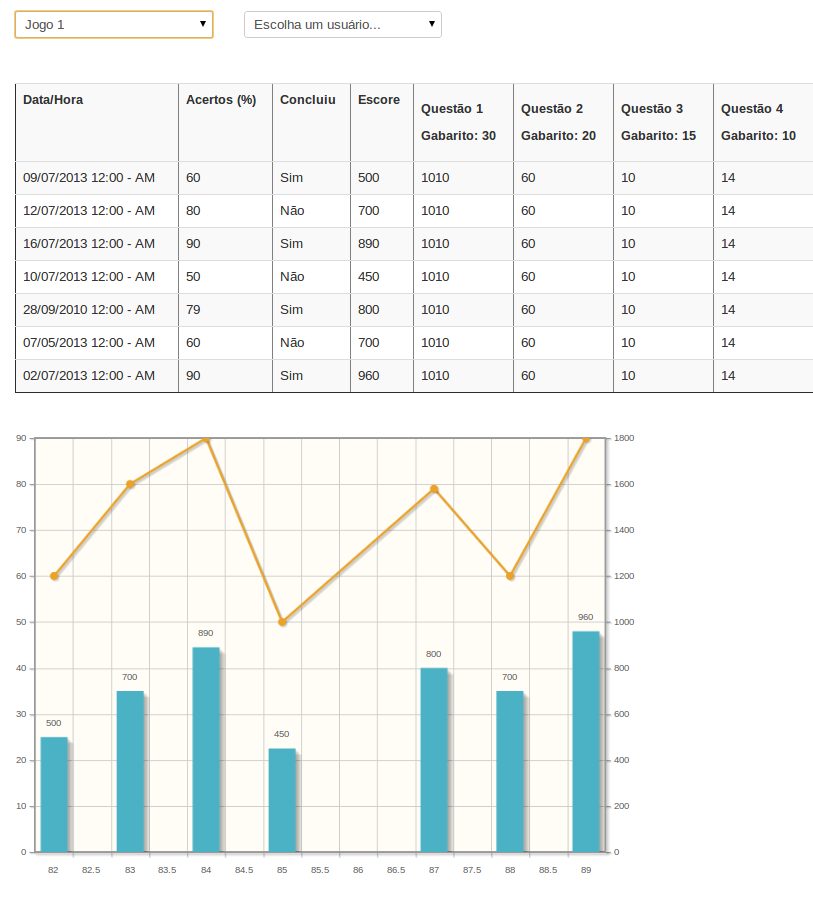 Jogo 1 Escolha um usuário...
Data/Hora Acertos (%) Concluiu Escore Questão 1 Questão 2 Questão 3 Questão 4
Gabarito: 30 Gabarito: 20 Gabarito: 15 Gabarito: 10
09/07/2013 12:00 - AM 60 Sim 500 1010 60 10 14
12/07/2013 12:00 - AM 80 Não 700 1010 60 10 14
16/07/2013 12:00 - AM 90 Sim 890 1010 60 10 14
10/07/2013 12:00 - AM 50 Não 450 1010 60 10 14
28/09/2010 12:00 - AM 79 Sim 800 1010 60 10 14
07/05/2013 12:00 - AM 60 Não 700 1010 60 10 14
02/07/2013 12:00 - AM 90 Sim 960 1010 60 10 14
90 1800
80 1600
70 1400
60 1200
50 960 1000
890
800
40 700 700 800
30 500 450 600
20 400
10 200
0 0
82 82.5 83 83.5 84 84.5 85 85.5 86 86.5 87 87.5 88 88.5 89